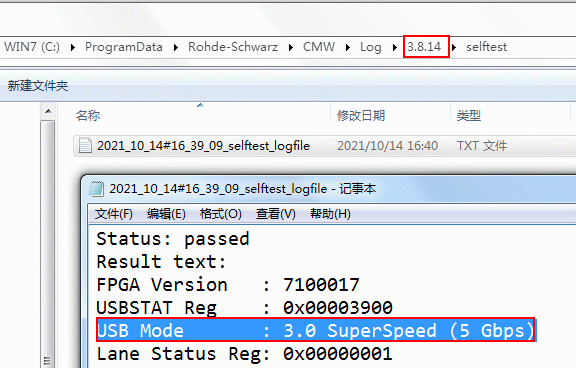 WIN7 (C:) ▸ ProgramData ▸ Rohde-Schwarz ▸ CMW ▸ Log ▸ 3.8.14 ▸ selftest
新建文件夹
名称 修改日期 类型
2021_10_14#16_39_09_selftest_logfile 2021/10/14 16:40 TXT 文件
2021_10_14#16_39_09_selftest_logfile - 记事本
文件(F) 编辑(E) 格式(O) 查看(V) 帮助(H)
Status: passed
Result text:
FPGA Version : 7100017
USBSTAT Reg : 0x00003900
USB Mode : 3.0 SuperSpeed (5 Gbps)
Lane Status Reg: 0x00000001